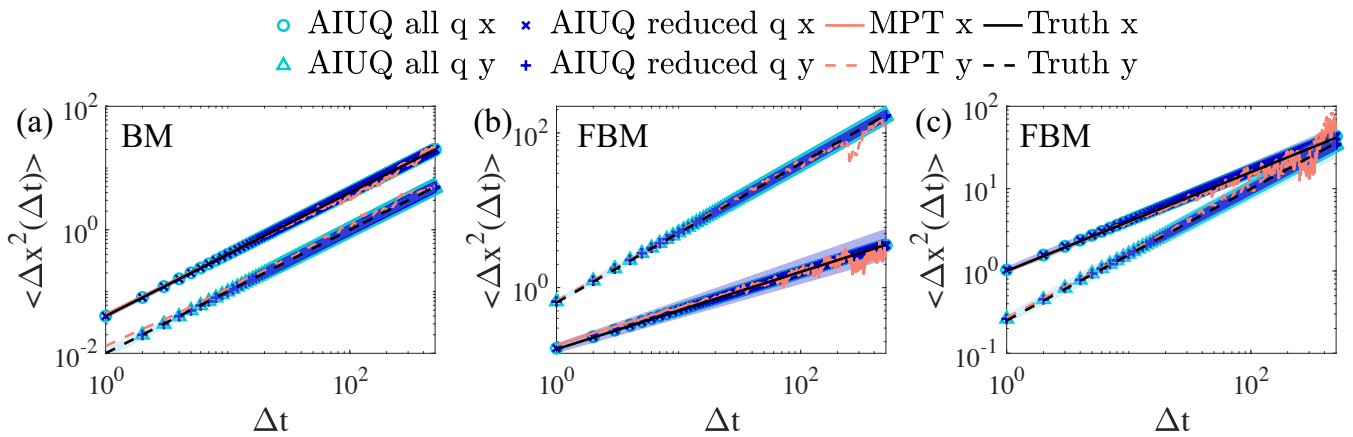 AIUQ all q x AIUQ reduced q x MPT x Truth x
AIUQ all q y AIUQ reduced q y MPT y Truth y
(a) BM
10^2
10^0
10^-2
10^0 10^2
Δt
<Δx^2(Δt)>
(b) FBM
10^2
10^0
10^0 10^2
Δt
<Δx^2(Δt)>
(c) FBM
10^2
10^1
10^0
10^-1
10^0 10^2
Δt
<Δx^2(Δt)>